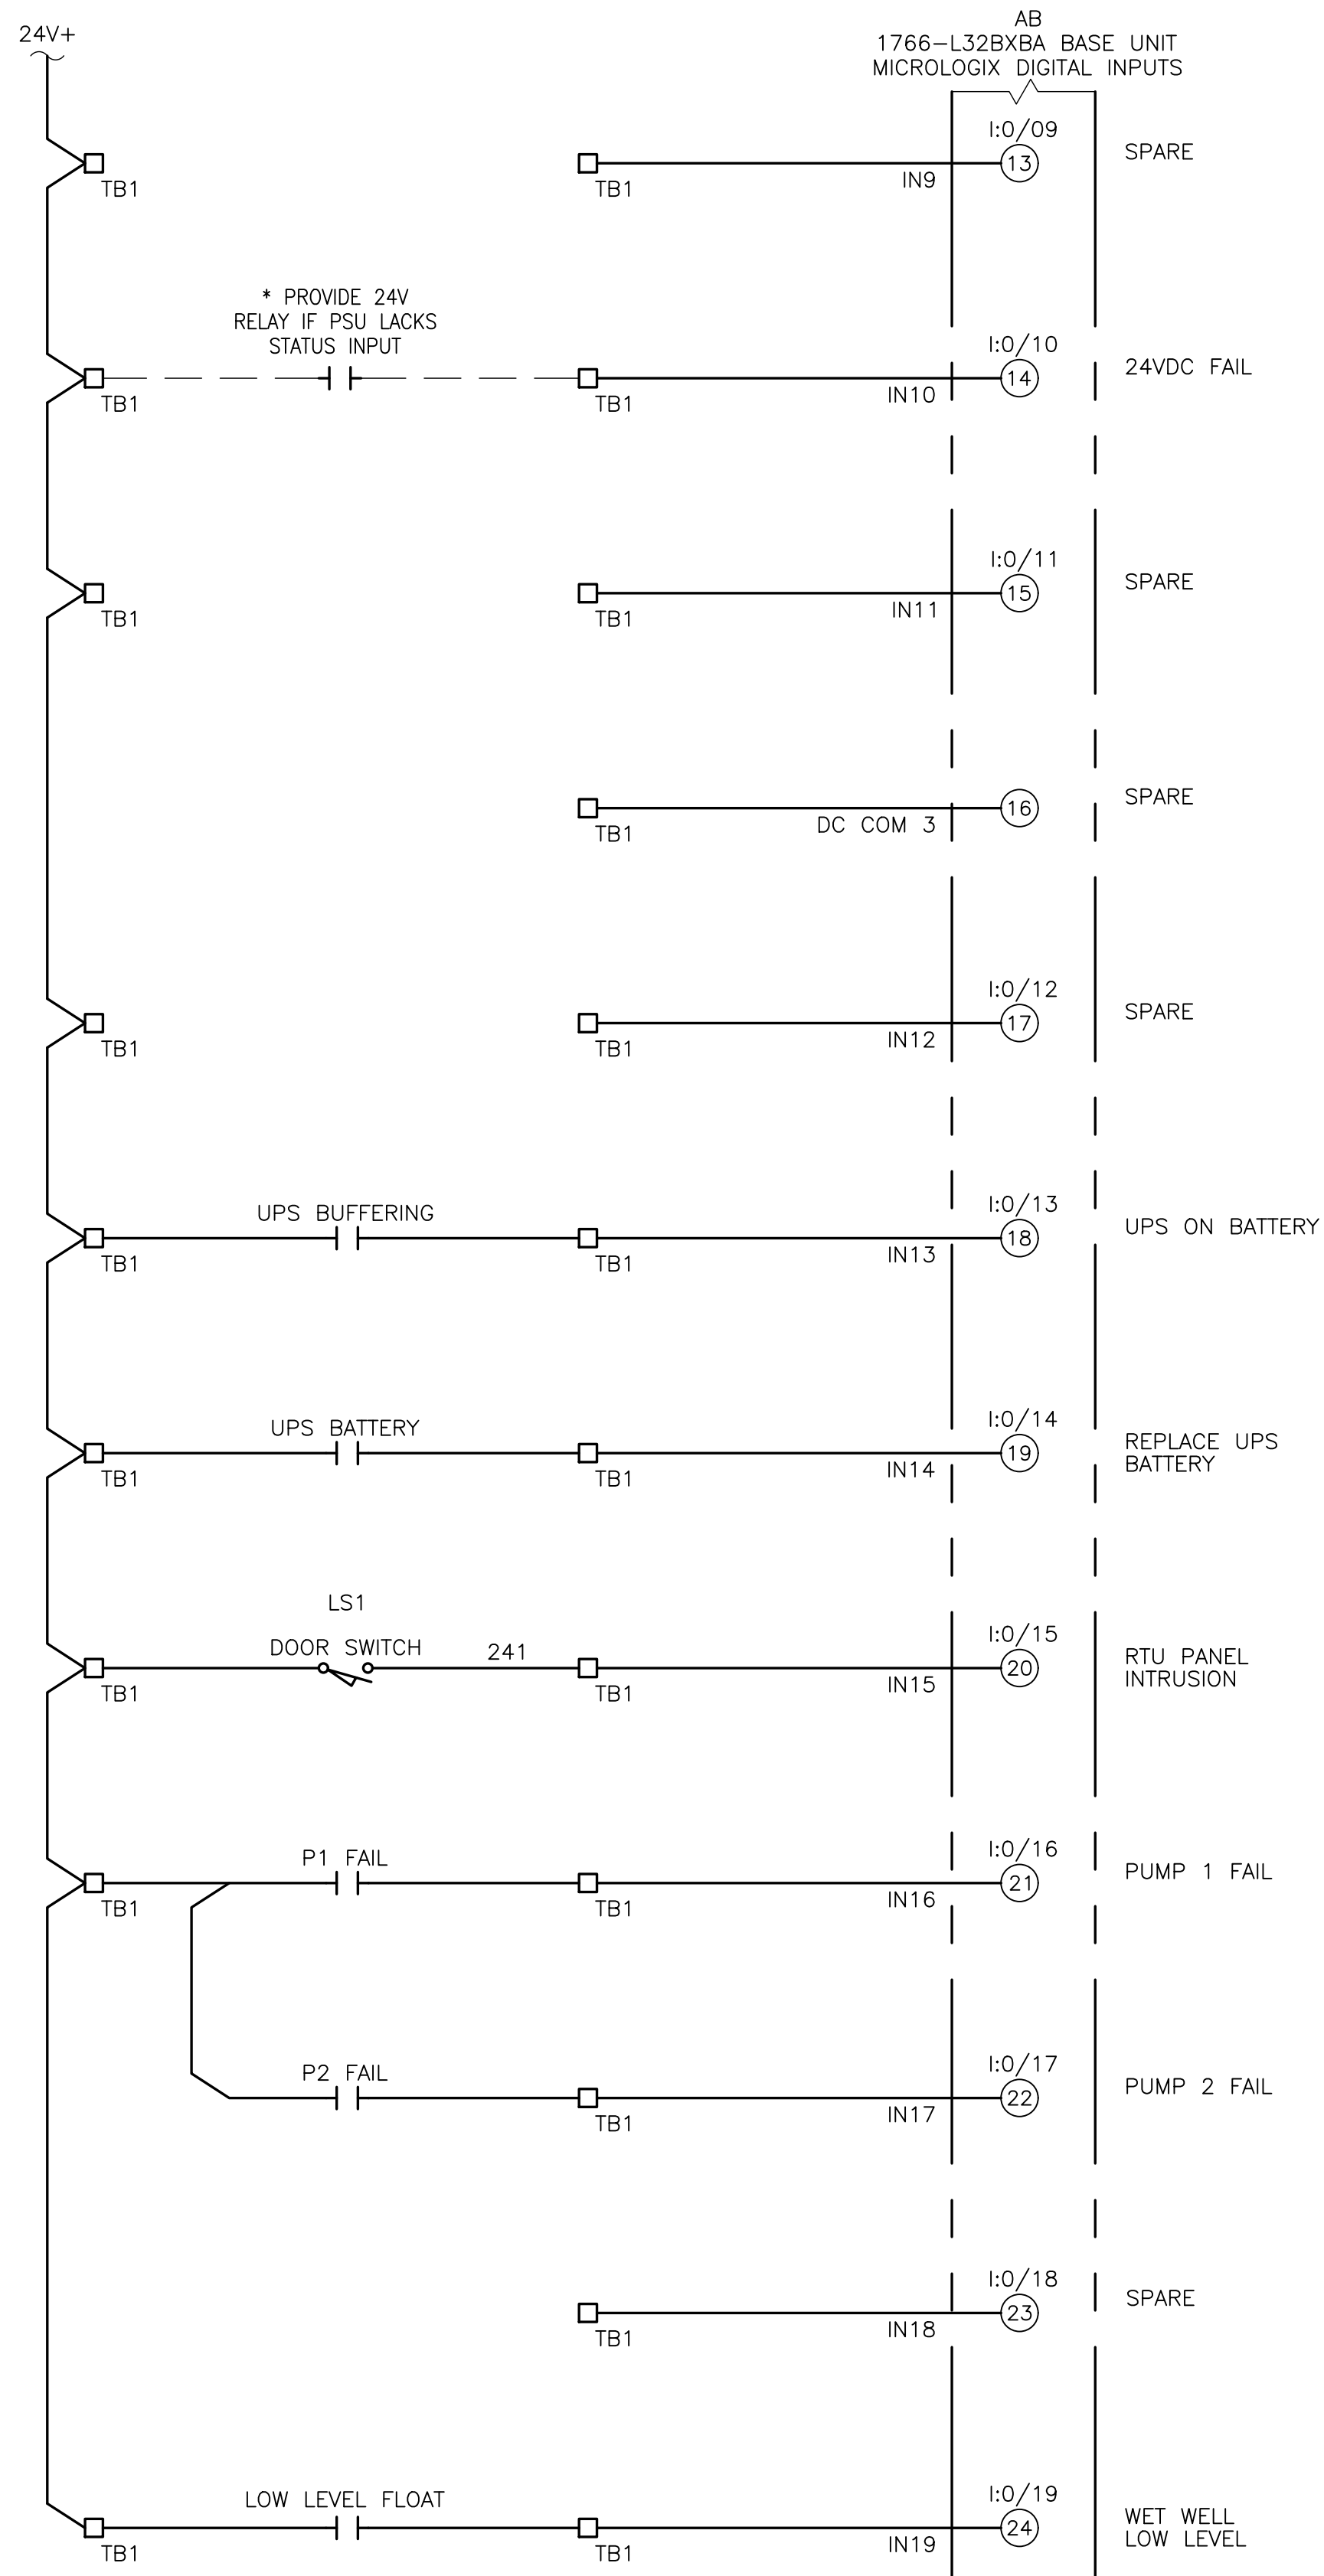 24V+
AB
1766-L32BXBA BASE UNIT
MICROLOGIX DIGITAL INPUTS
I:0/09
13
SPARE
TB1
TB1
IN9
* PROVIDE 24V
RELAY IF PSU LACKS
STATUS INPUT
I:0/10
14
24VDC FAIL
TB1
TB1
IN10
I:0/11
15
SPARE
TB1
TB1
IN11
16
SPARE
TB1
DC COM 3
I:0/12
17
SPARE
TB1
TB1
IN12
UPS BUFFERING
I:0/13
18
UPS ON BATTERY
TB1
TB1
IN13
UPS BATTERY
I:0/14
19
REPLACE UPS
BATTERY
TB1
TB1
IN14
LS1
DOOR SWITCH
241
I:0/15
20
RTU PANEL
INTRUSION
TB1
TB1
IN15
P1 FAIL
I:0/16
21
PUMP 1 FAIL
TB1
TB1
IN16
P2 FAIL
I:0/17
22
PUMP 2 FAIL
TB1
IN17
I:0/18
23
SPARE
TB1
IN18
LOW LEVEL FLOAT
I:0/19
24
WET WELL
LOW LEVEL
TB1
TB1
IN19